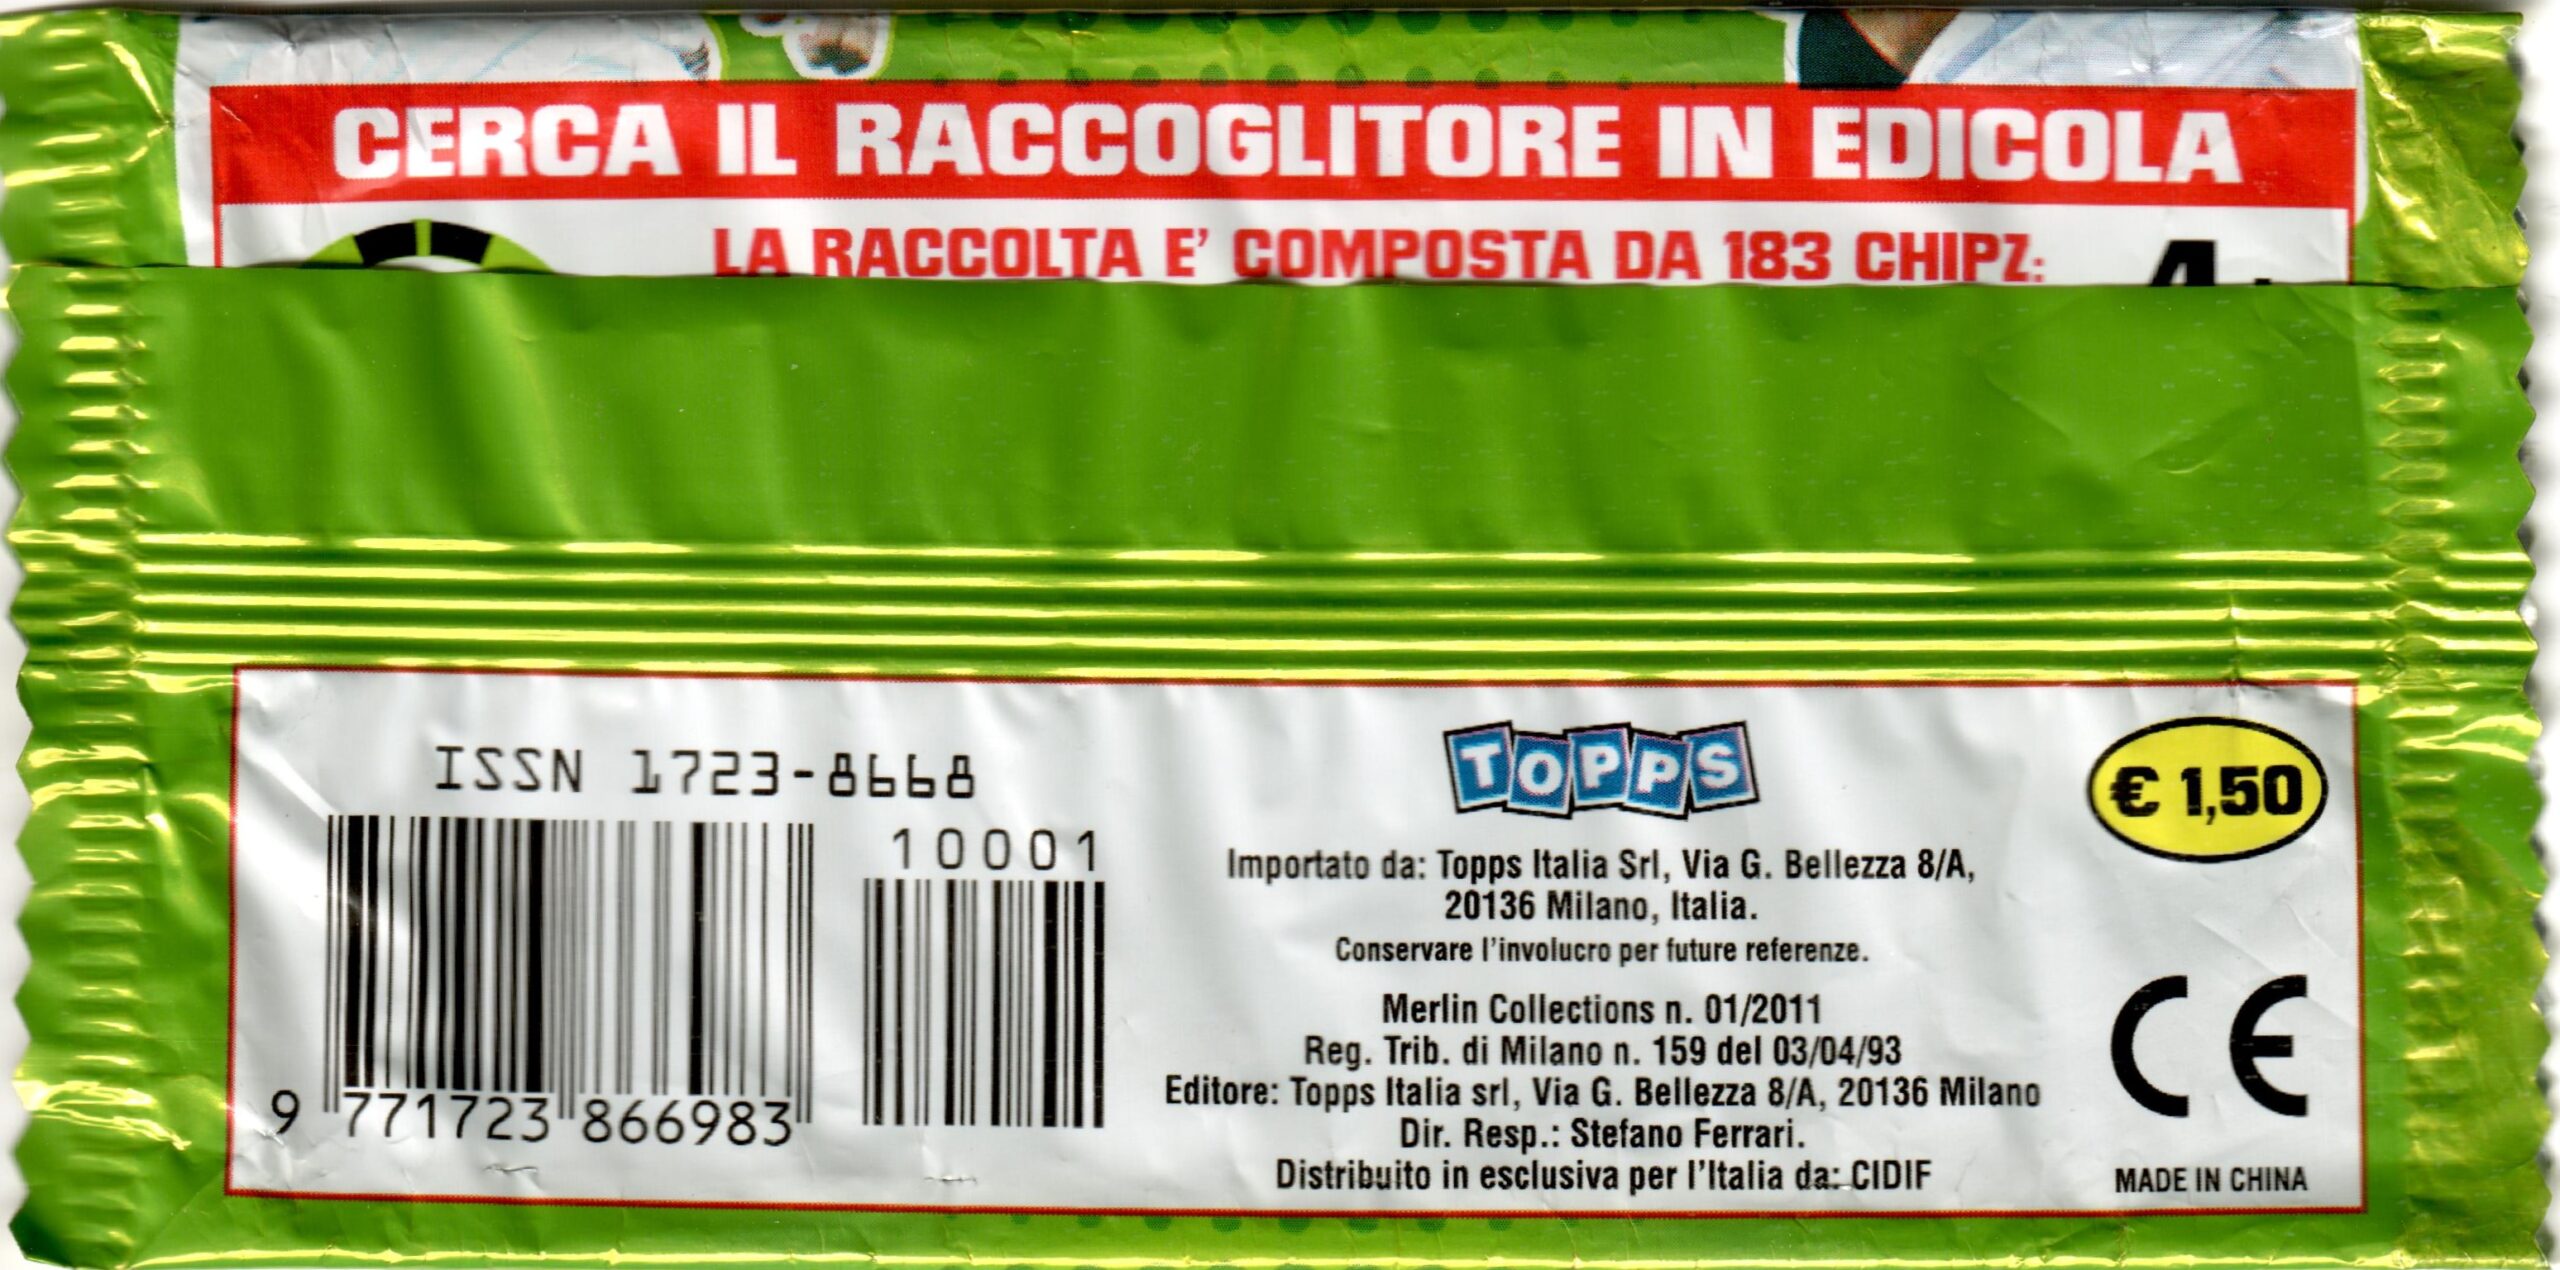 CERCA IL RACCOGLITORE IN EDICOLA
LA RACCOLTA E' COMPOSTA DA 183 CHIPZ:
ISSN 1723-8668
10001
9 771723 866983
TOPPS
€ 1,50
Importato da: Topps Italia Srl, Via G. Bellezza 8/A,
20136 Milano, Italia.
Conservare l'involucro per future referenze.
Merlin Collections n. 01/2011
Reg. Trib. di Milano n. 159 del 03/04/93
Editore: Topps Italia srl, Via G. Bellezza 8/A, 20136 Milano
Dir. Resp.: Stefano Ferrari.
Distribuito in esclusiva per l'Italia da: CIDIF
CE
MADE IN CHINA